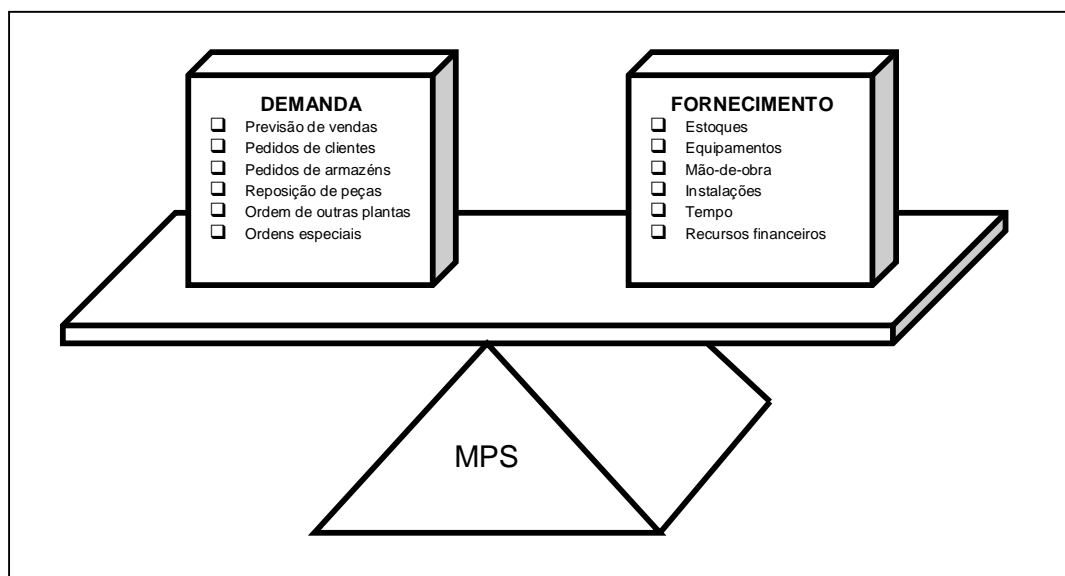 DEMANDA
❑ Previsão de vendas
❑ Pedidos de clientes
❑ Pedidos de armazéns
❑ Reposição de peças
❑ Ordem de outras plantas
❑ Ordens especiais
FORNECIMENTO
❑ Estoques
❑ Equipamentos
❑ Mão-de-obra
❑ Instalações
❑ Tempo
❑ Recursos financeiros
MPS